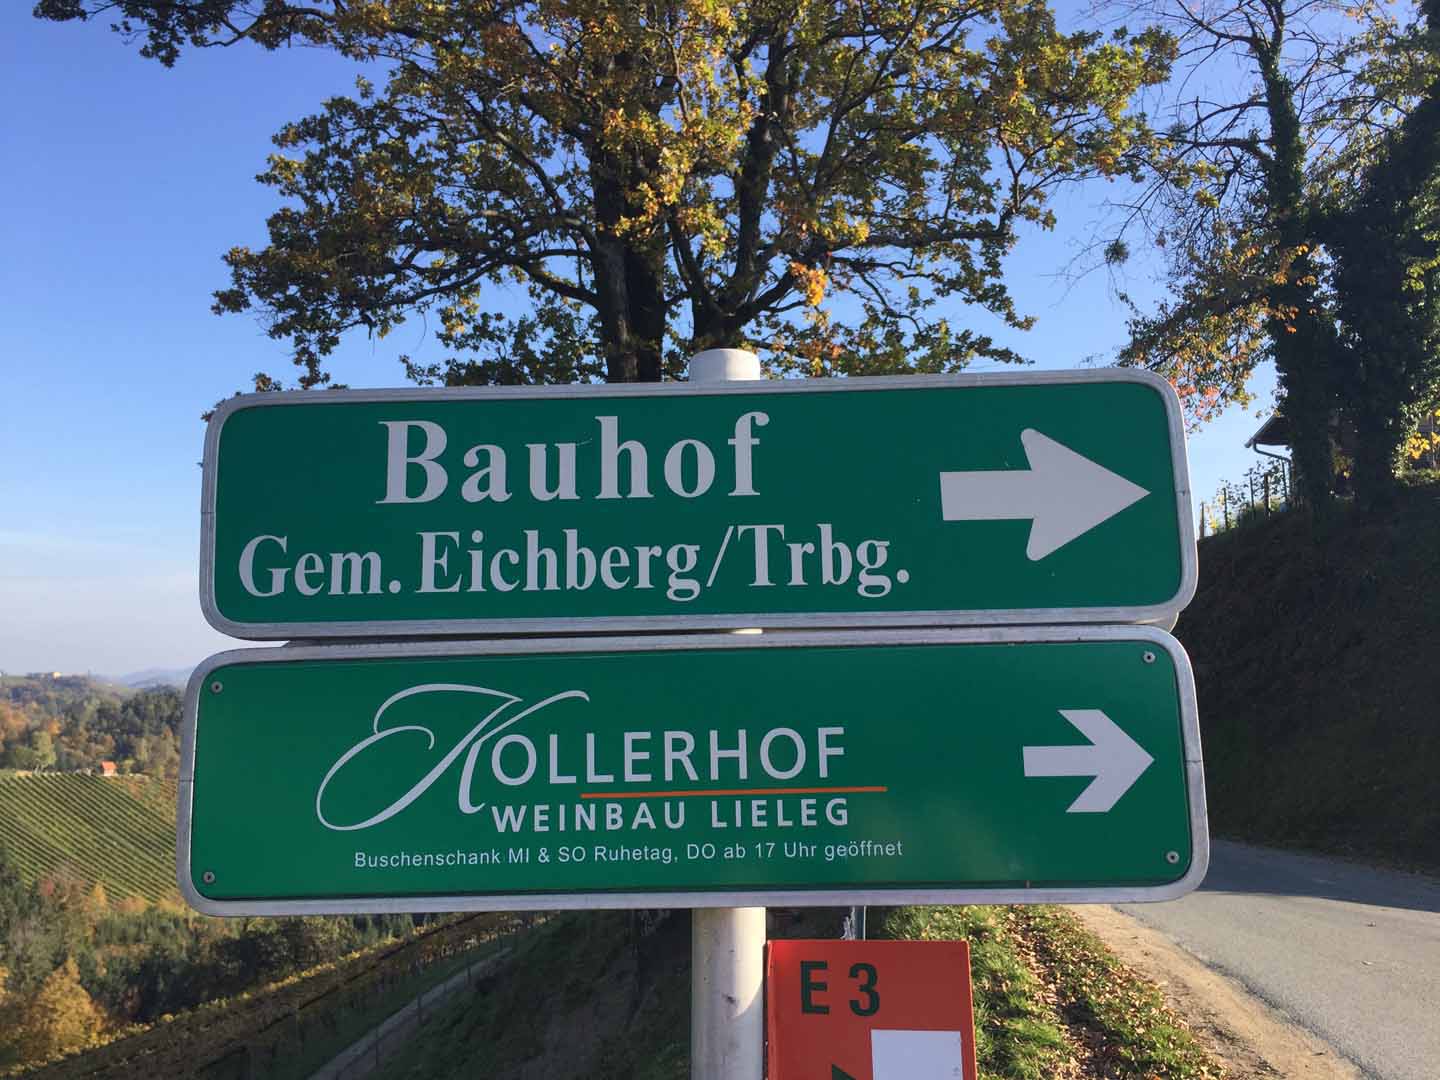 Bauhof
Gem. Eichberg/Trbg.
KOLLERHOF
WEINBAU LIELEG
Buschenschank MI & SO Ruhetag, DO ab 17 Uhr geöffnet
E 3